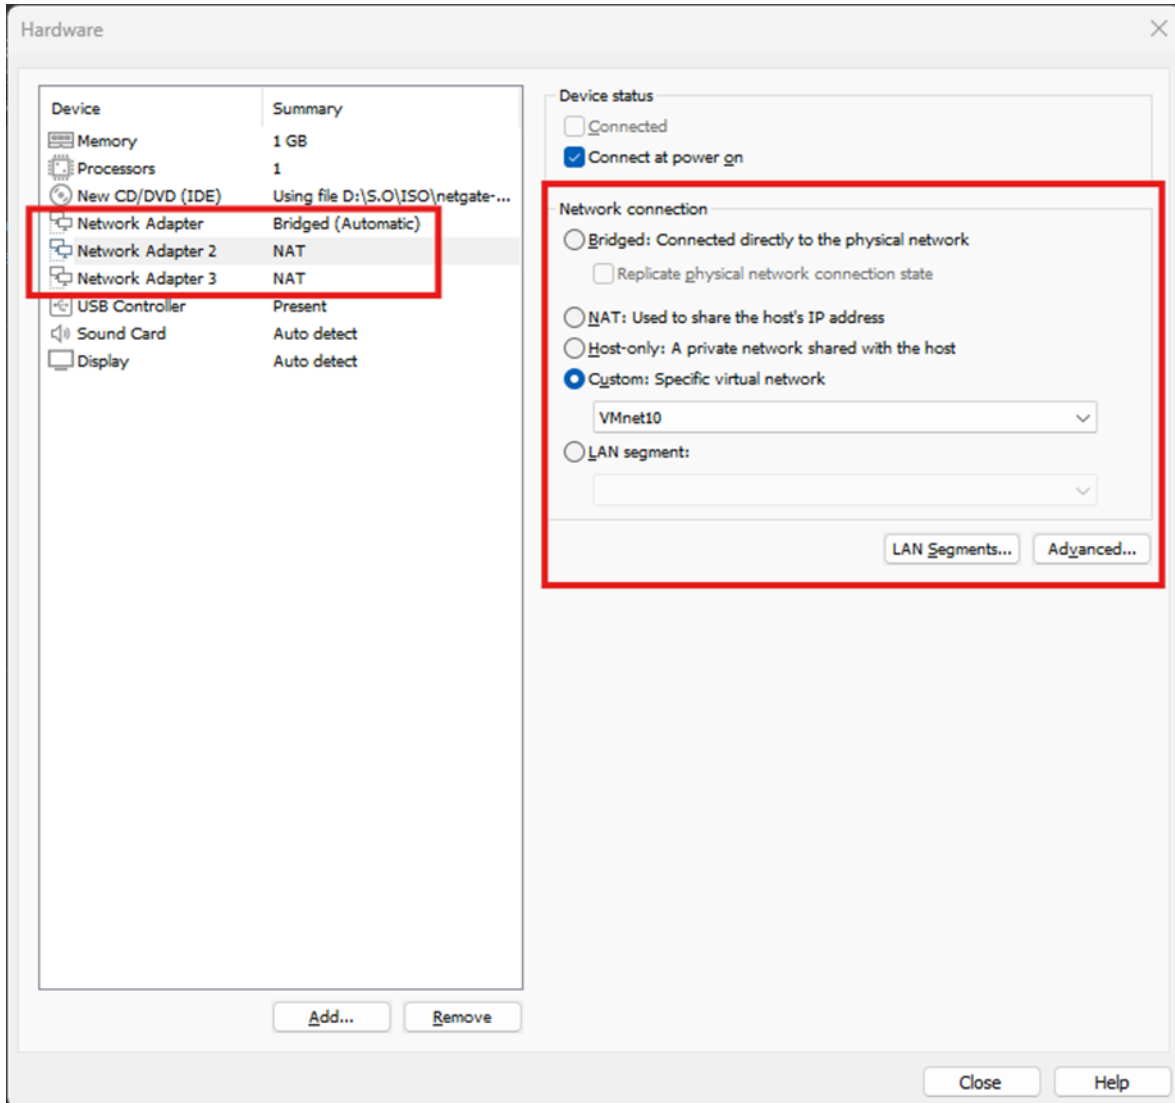 Hardware
Device Summary
Memory 1 GB
Processors 1
New CD/DVD (IDE) Using file D:\S.O\ISO\netgate-...
Network Adapter Bridged (Automatic)
Network Adapter 2 NAT
Network Adapter 3 NAT
USB Controller Present
Sound Card Auto detect
Display Auto detect
Add... Remove
Device status
Connected
Connect at power on
Network connection
Bridged: Connected directly to the physical network
Replicate physical network connection state
NAT: Used to share the host's IP address
Host-only: A private network shared with the host
Custom: Specific virtual network
VMnet10
LAN segment:
LAN Segments... Advanced...
Close Help